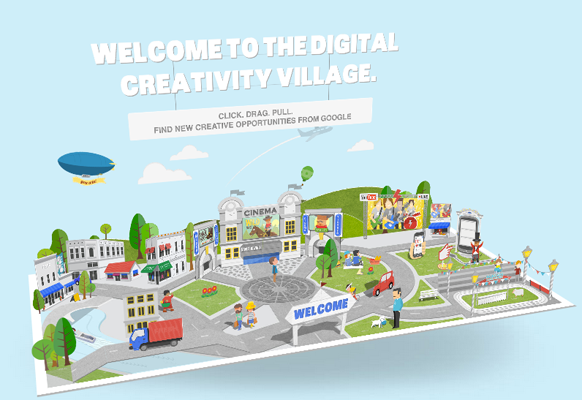 WELCOME TO THE DIGITAL
CREATIVITY VILLAGE.
CLICK. DRAG. PULL.
FIND NEW CREATIVE OPPORTUNITIES FROM GOOGLE
CINEMA
WELCOME